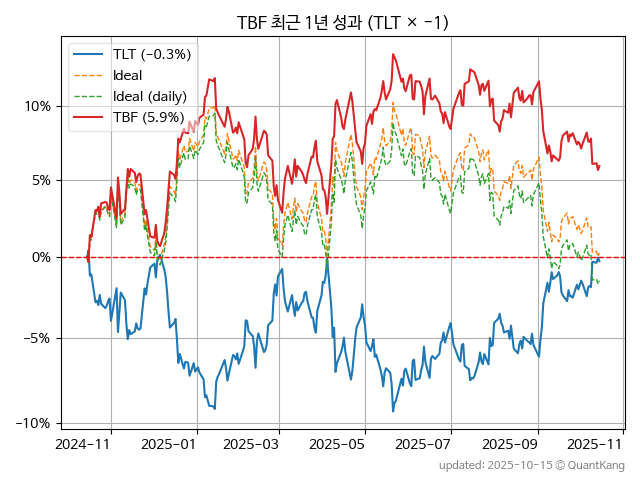 TBF 최근 1년 성과 (TLT × −1)
TLT (−0.3%)
Ideal
Ideal (daily)
TBF (5.9%)
10%
5%
0%
−5%
−10%
2024-11
2025-01
2025-03
2025-05
2025-07
2025-09
2025-11
updated: 2025-10-15 © QuantKang